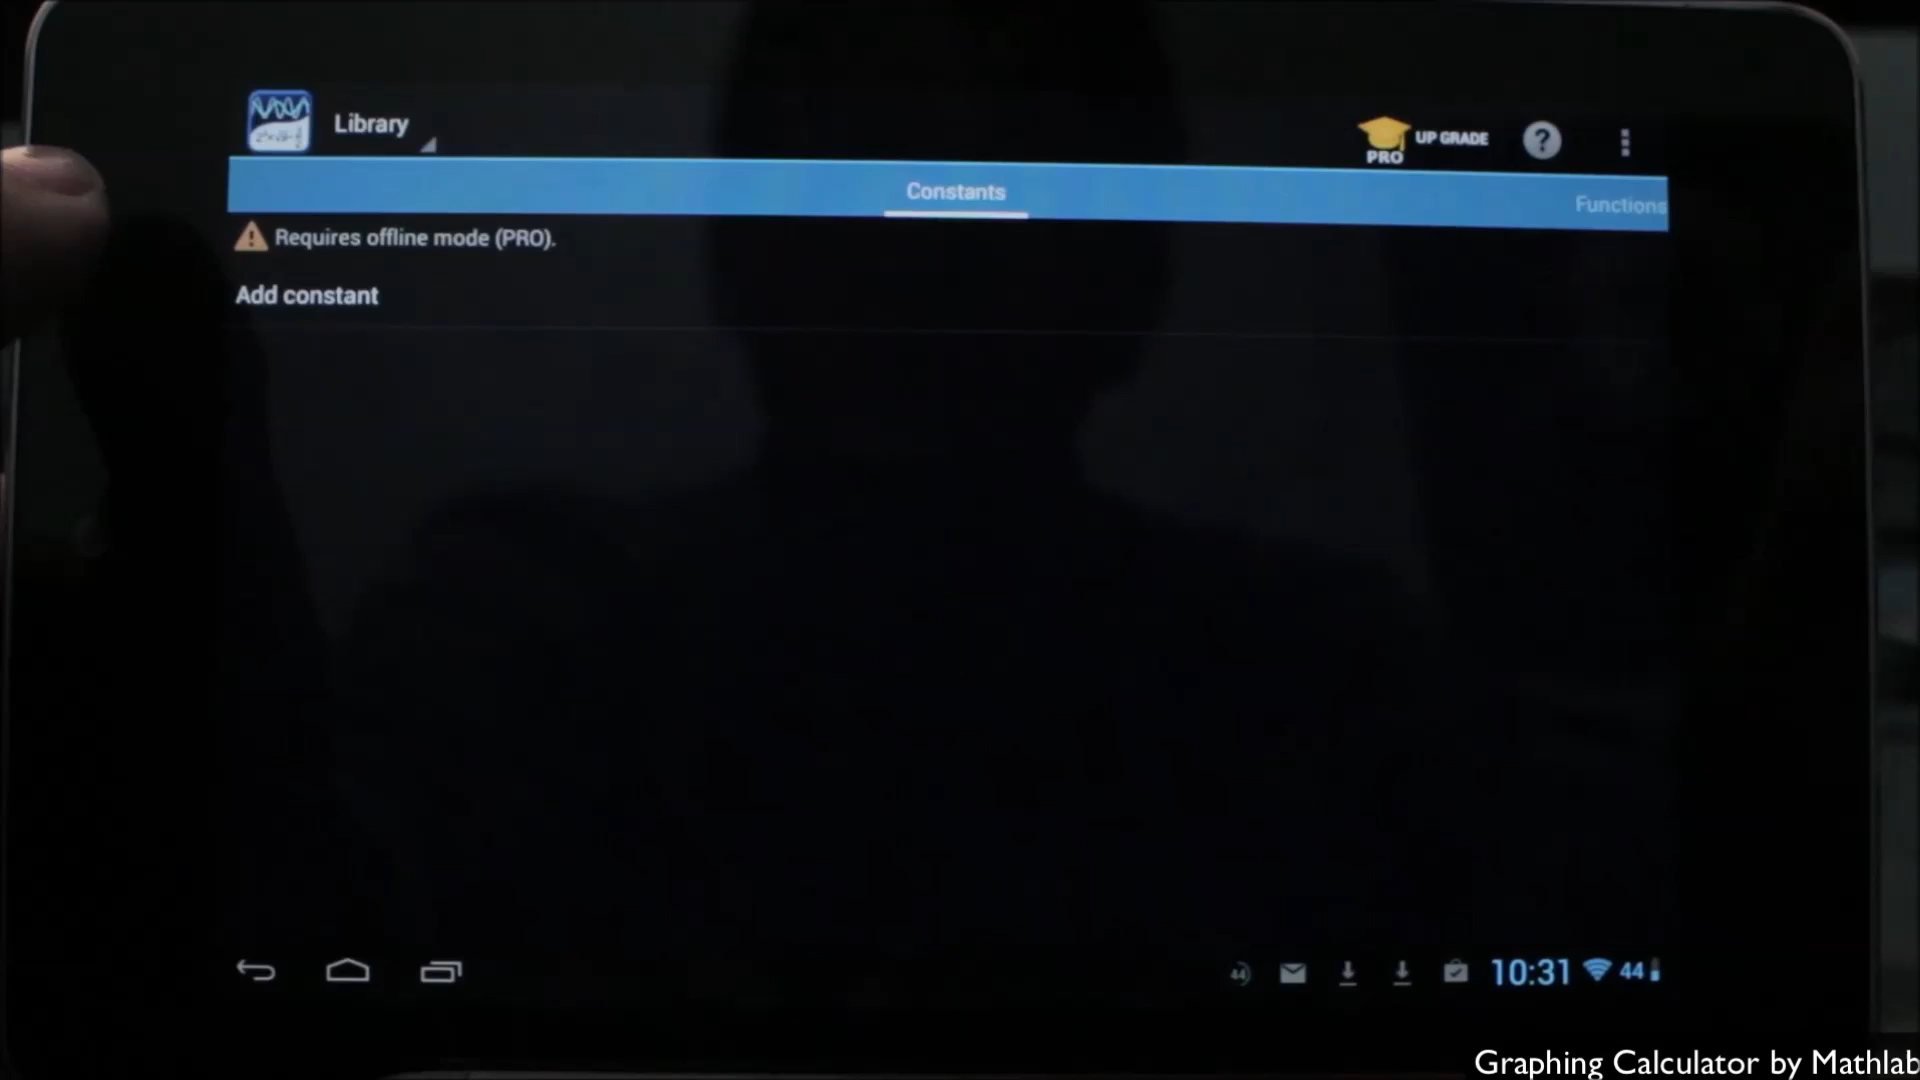 Library
PRO
UP GRADE
?
Constants
Functions
Requires offline mode (PRO).
Add constant
44
10:31
44
Graphing Calculator by Mathlab